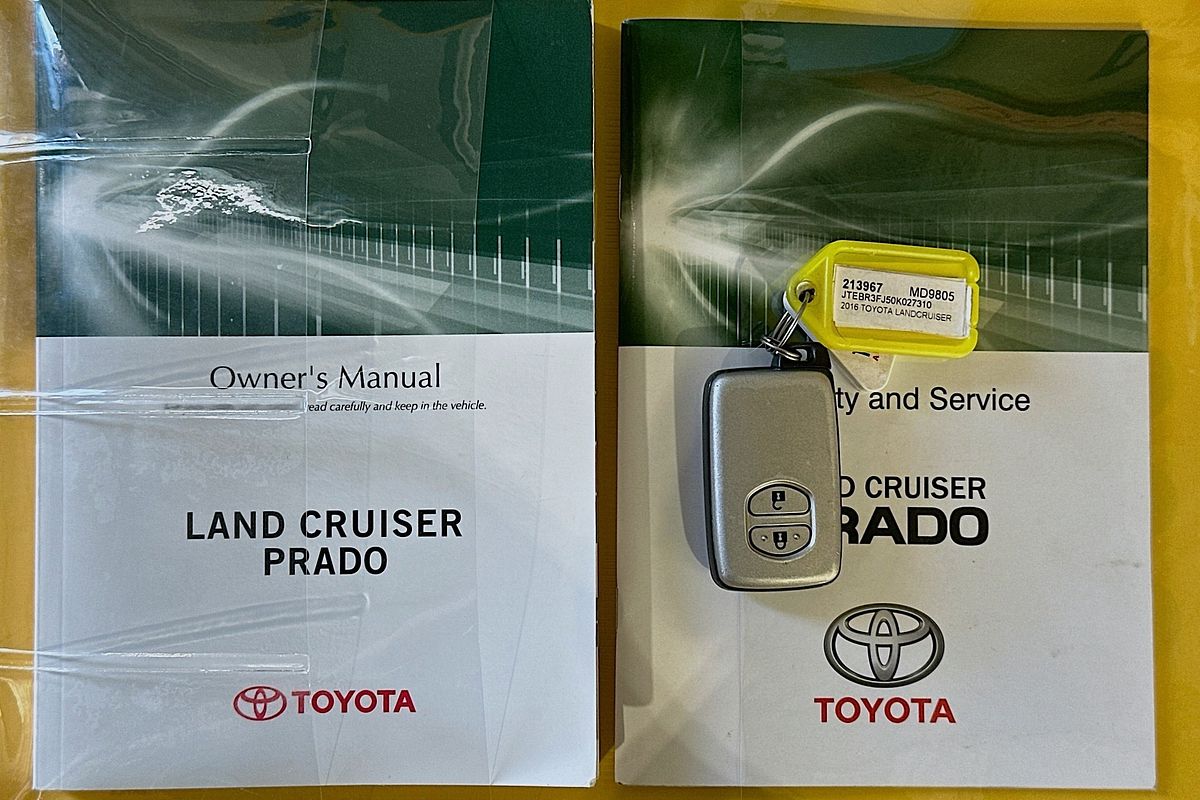 Owner's Manual
read carefully and keep in the vehicle.
LAND CRUISER
PRADO
TOYOTA
213967 MD9805
JTEBR3FJ50K027310
2016 TOYOTA LANDCRUISER
ty and Service
D CRUISER
RADO
TOYOTA